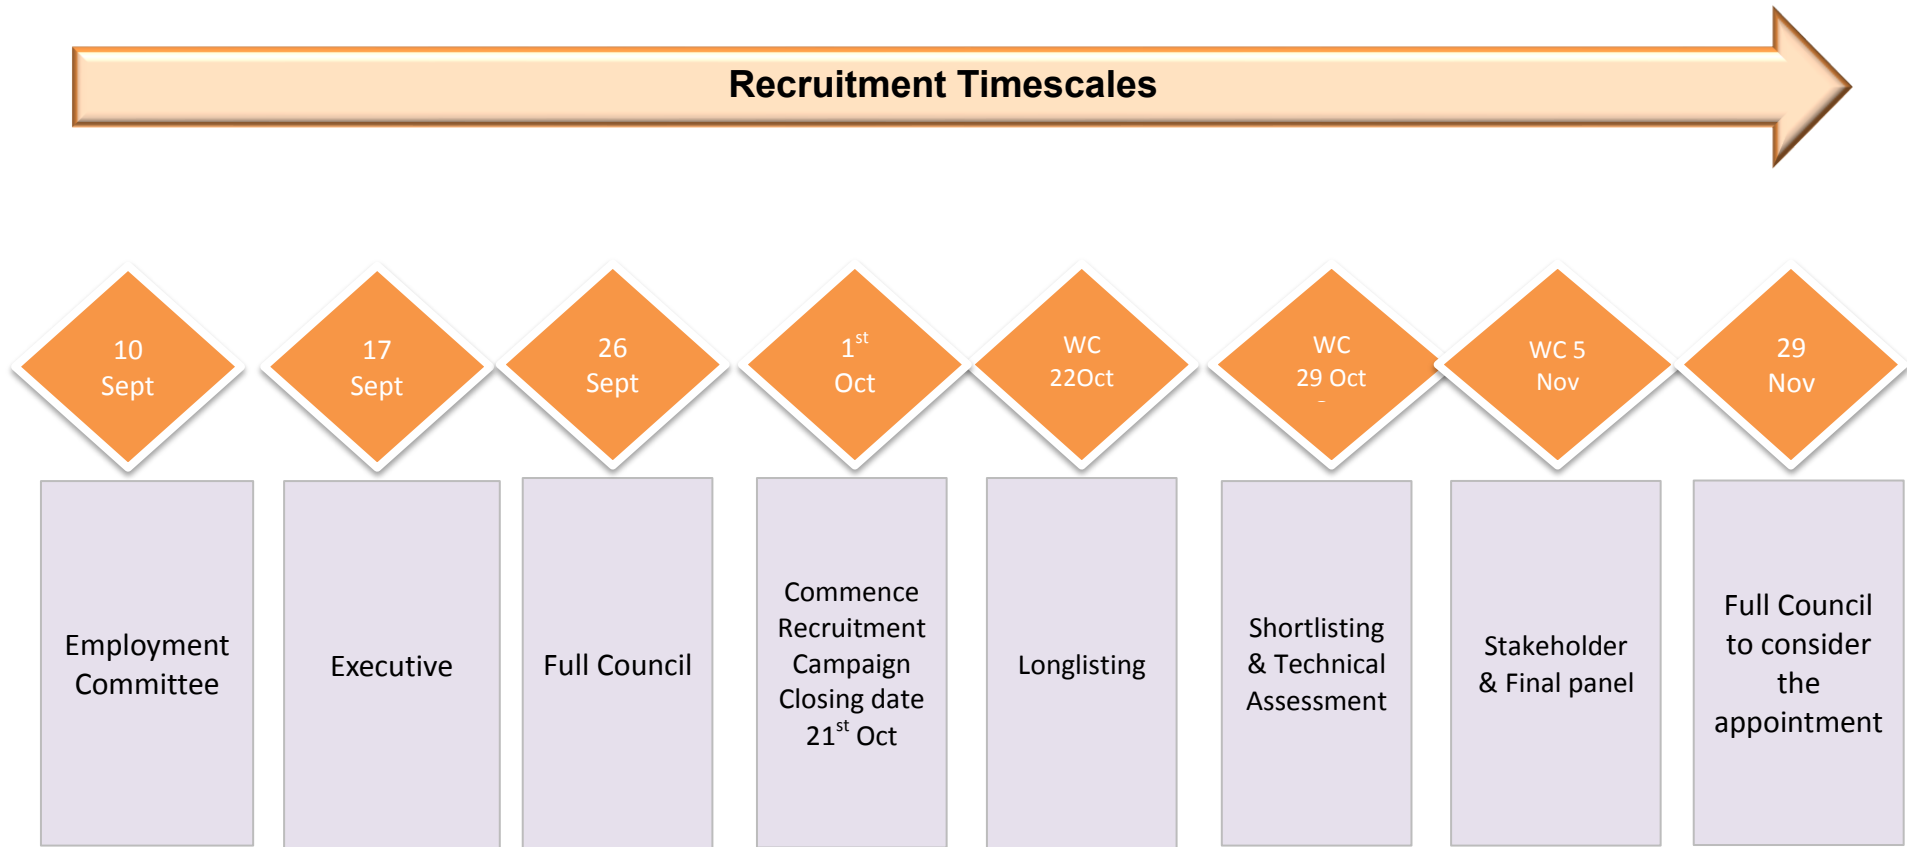 Recruitment Timescales
10
Sept
17
Sept
26
Sept
1st
Oct
WC
22Oct
WC
29 Oct
WC 5
Nov
29
Nov
Employment
Committee
Executive
Full Council
Commence
Recruitment
Campaign
Closing date
21st Oct
Longlisting
Shortlisting
& Technical
Assessment
Stakeholder
& Final panel
Full Council
to consider
the
appointment